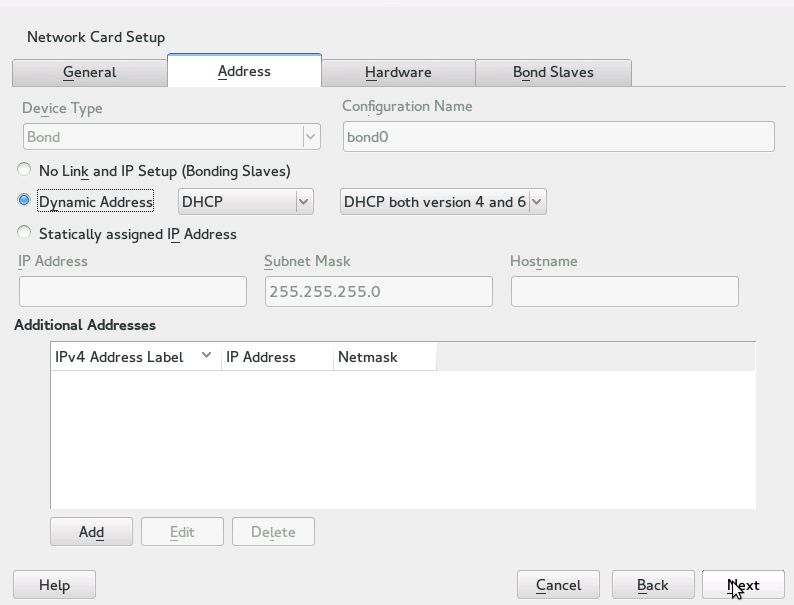 Network Card Setup
General Address Hardware Bond Slaves
Device Type Configuration Name
Bond bond0
No Link and IP Setup (Bonding Slaves)
Dynamic Address DHCP DHCP both version 4 and 6
Statically assigned IP Address
IP Address Subnet Mask Hostname
255.255.255.0
Additional Addresses
IPv4 Address Label IP Address Netmask
Add Edit Delete
Help Cancel Back Next